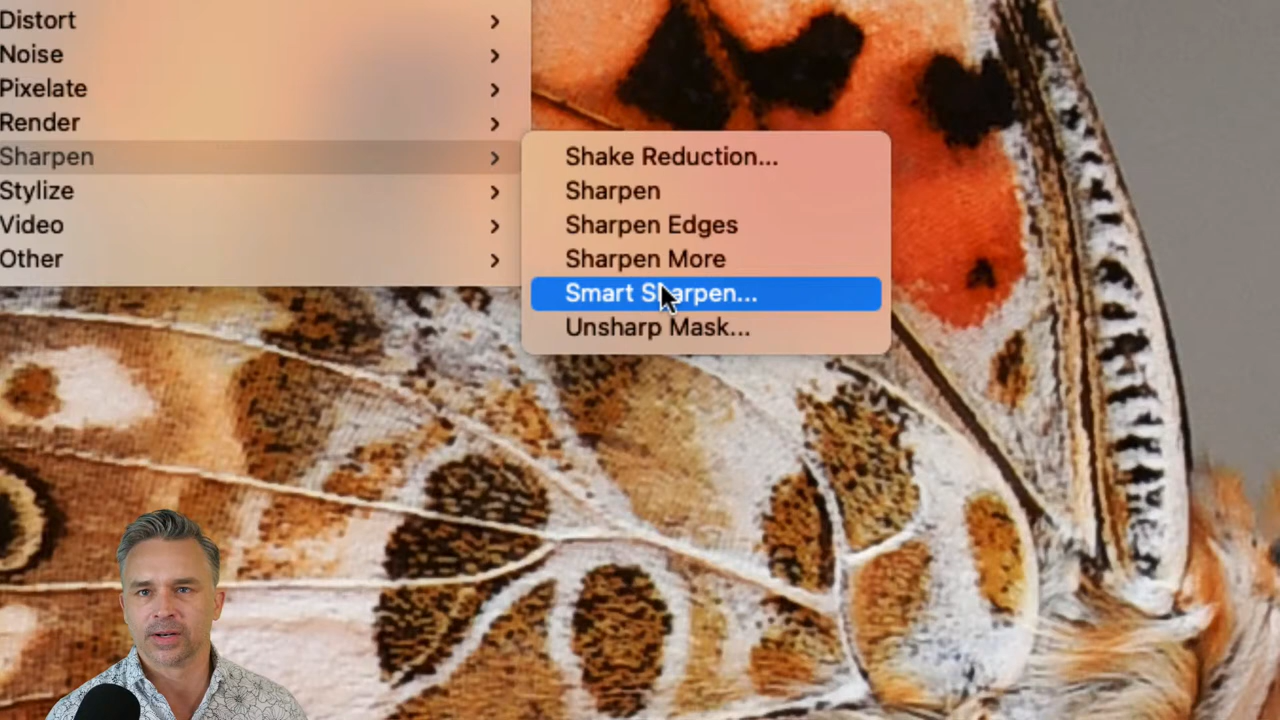 Distort
Noise
Pixelate
Render
Sharpen
Stylize
Video
Other
Shake Reduction...
Sharpen
Sharpen Edges
Sharpen More
Smart Sharpen...
Unsharp Mask...